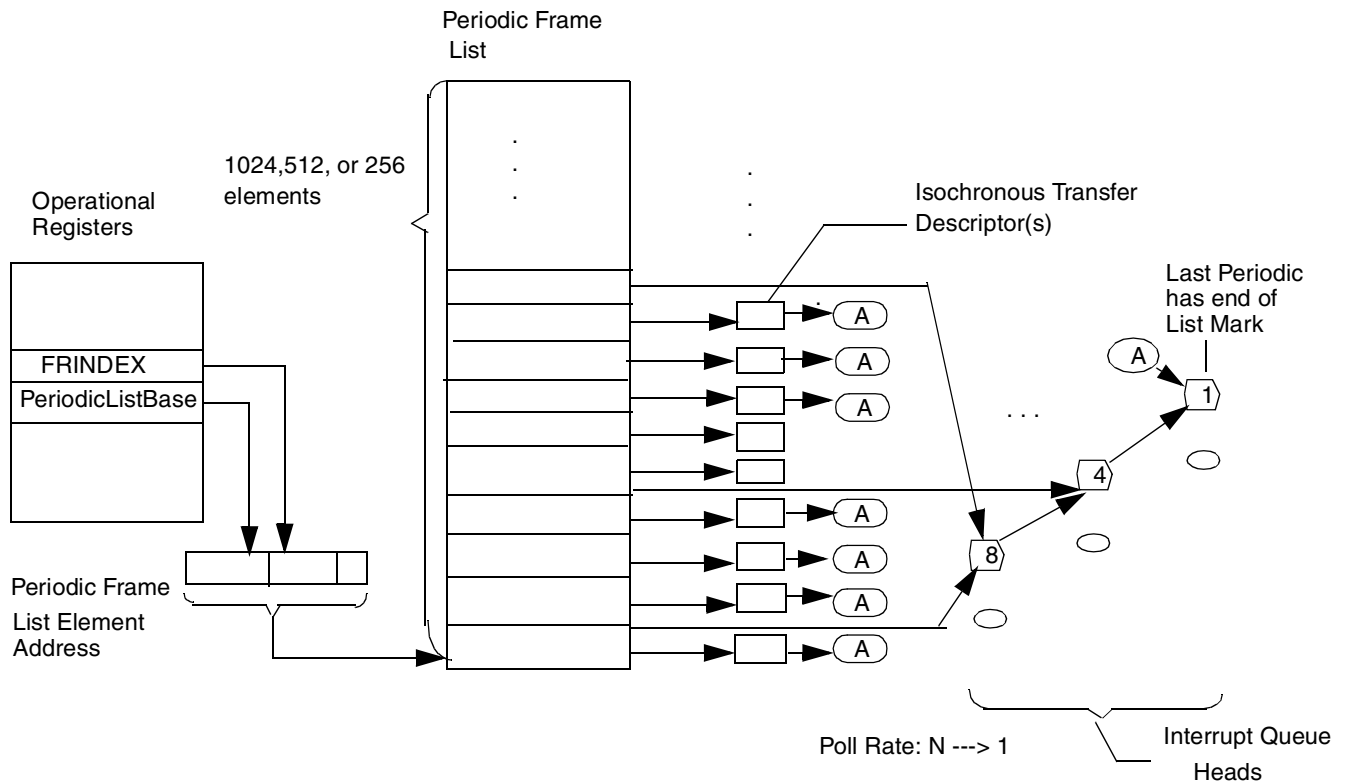 Periodic Frame
List
1024,512, or 256
elements
Operational
Registers
Isochronous Transfer
Descriptor(s)
Last Periodic
has end of
List Mark
FRINDEX
PeriodicListBase
A
A
A
A
1
. . .
4
A
A
8
A
A
Periodic Frame
List Element
Address
Poll Rate: N ---> 1
Interrupt Queue
Heads